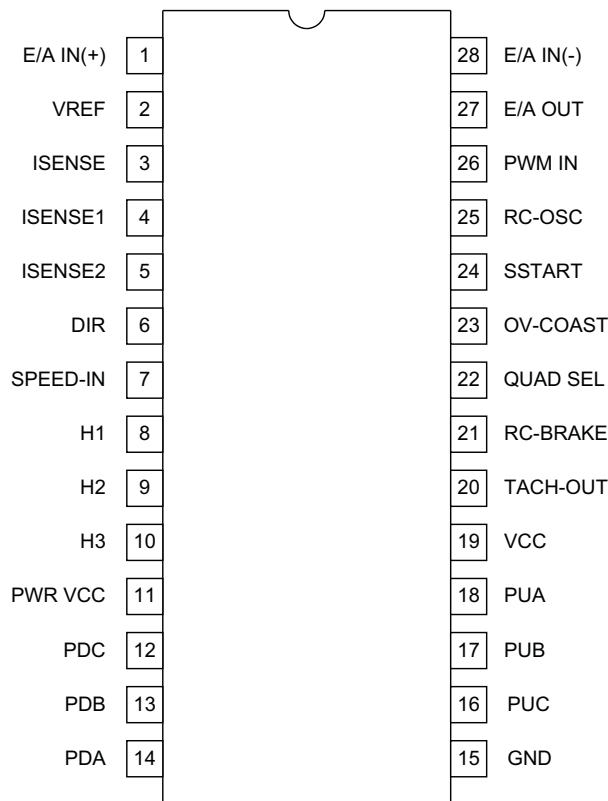 E/A IN(+) 1 28 E/A IN(-)
VREF 2 27 E/A OUT
ISENSE 3 26 PWM IN
ISENSE1 4 25 RC-OSC
ISENSE2 5 24 SSTART
DIR 6 23 OV-COAST
SPEED-IN 7 22 QUAD SEL
H1 8 21 RC-BRAKE
H2 9 20 TACH-OUT
H3 10 19 VCC
PWR VCC 11 18 PUA
PDC 12 17 PUB
PDB 13 16 PUC
PDA 14 15 GND